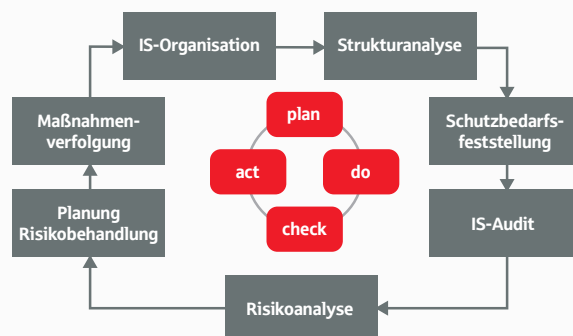 IS-Organisation
Strukturanalyse
Schutzbedarfs-
feststellung
IS-Audit
Risikoanalyse
Planung
Risikobehandlung
Maßnahmen-
verfolgung
plan
do
check
act